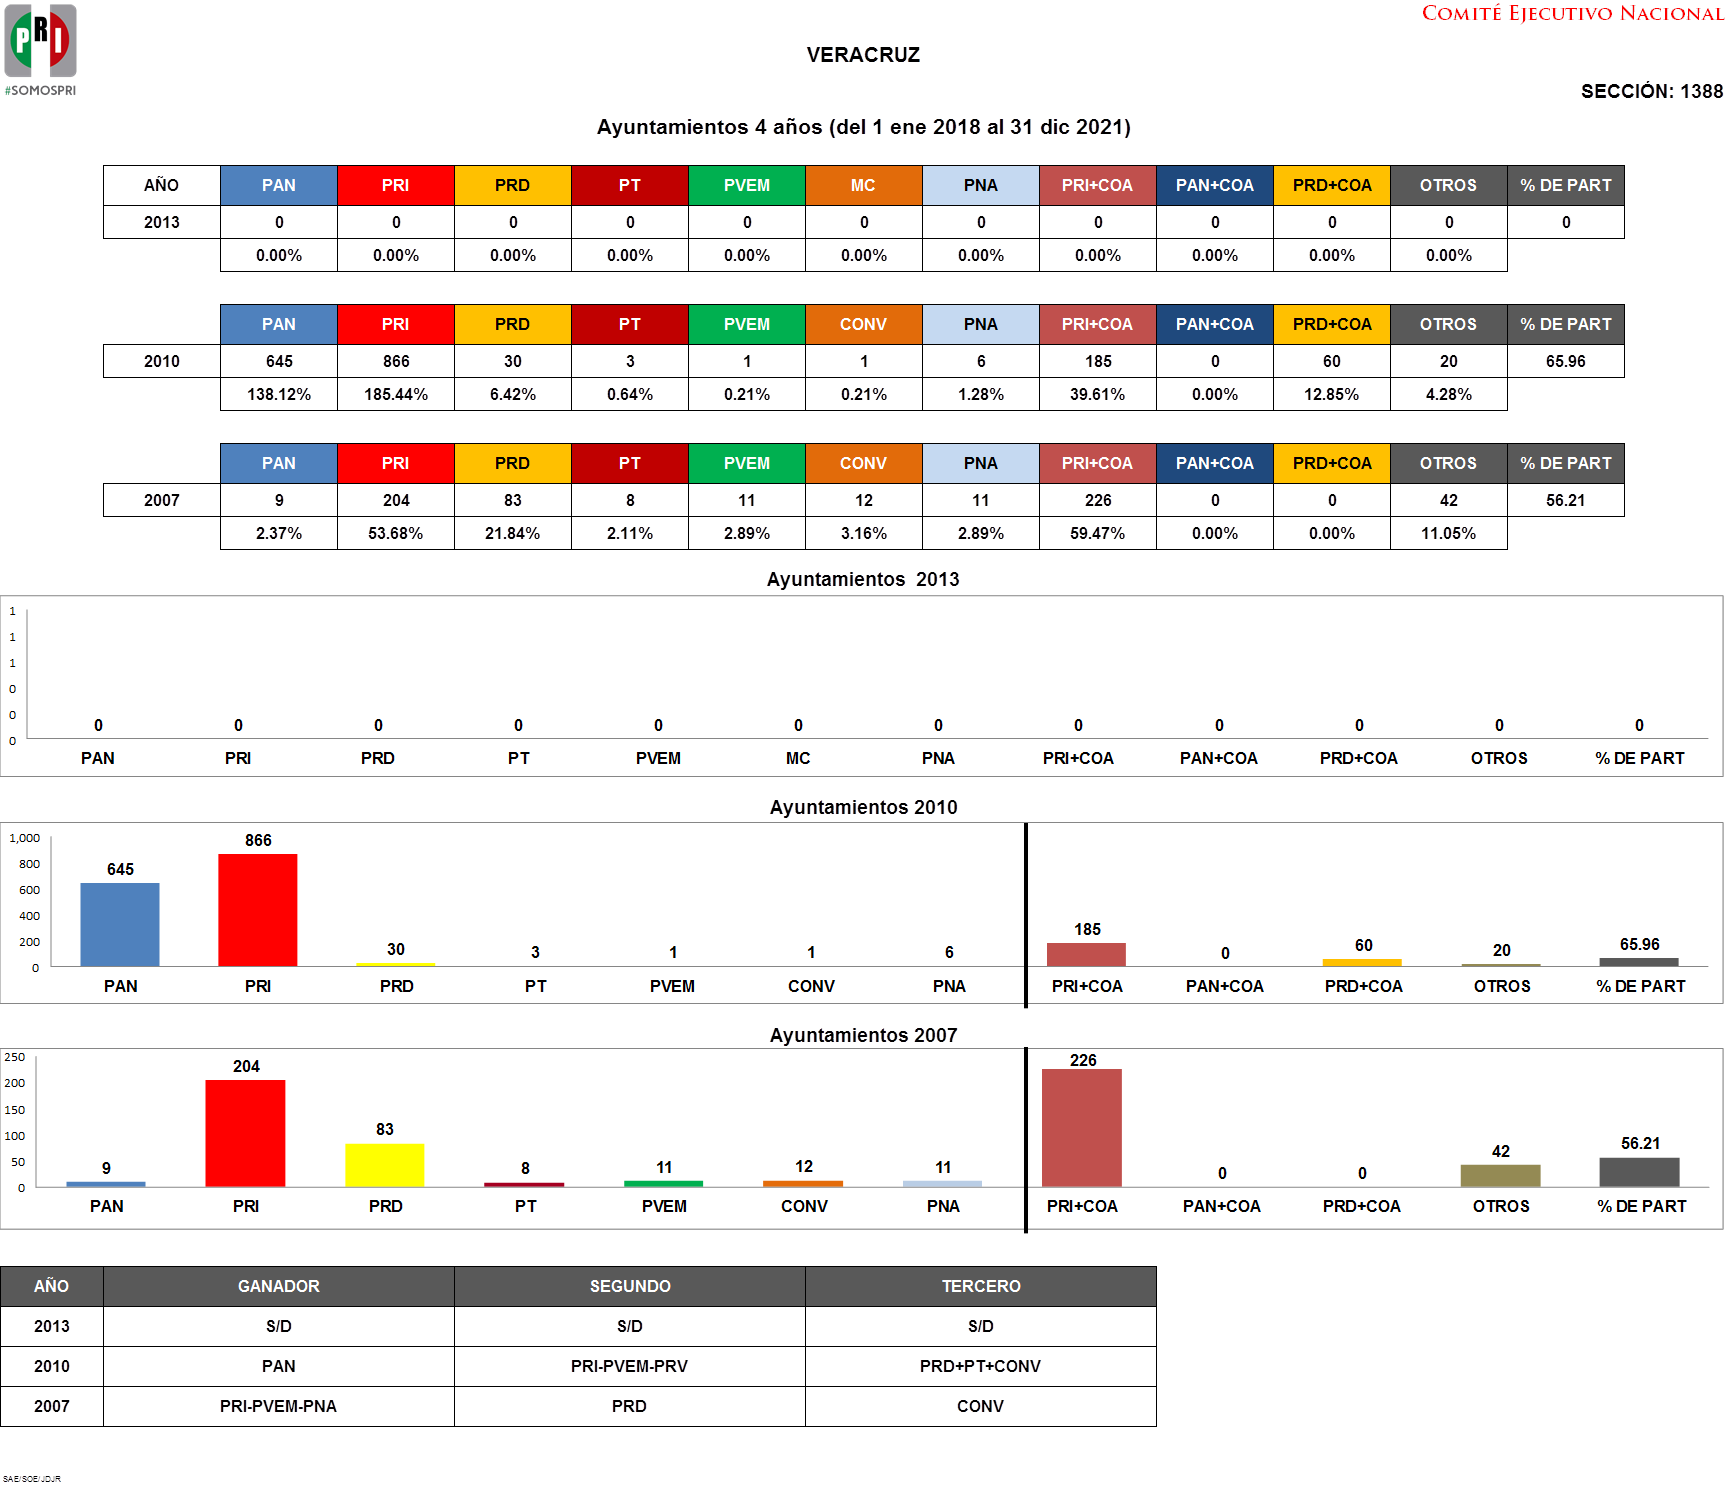 PRI
#SOMOSPRI
COMITÉ EJECUTIVO NACIONAL
VERACRUZ
SECCIÓN: 1388
Ayuntamientos 4 años (del 1 ene 2018 al 31 dic 2021)
AÑO PAN PRI PRD PT PVEM MC PNA PRI+COA PAN+COA PRD+COA OTROS % DE PART
2013 0 0 0 0 0 0 0 0 0 0 0 0
0.00% 0.00% 0.00% 0.00% 0.00% 0.00% 0.00% 0.00% 0.00% 0.00% 0.00%
PAN PRI PRD PT PVEM CONV PNA PRI+COA PAN+COA PRD+COA OTROS % DE PART
2010 645 866 30 3 1 1 6 185 0 60 20 65.96
138.12% 185.44% 6.42% 0.64% 0.21% 0.21% 1.28% 39.61% 0.00% 12.85% 4.28%
PAN PRI PRD PT PVEM CONV PNA PRI+COA PAN+COA PRD+COA OTROS % DE PART
2007 9 204 83 8 11 12 11 226 0 0 42 56.21
2.37% 53.68% 21.84% 2.11% 2.89% 3.16% 2.89% 59.47% 0.00% 0.00% 11.05%
Ayuntamientos 2013
1
1
1
0
0
0
0 0 0 0 0 0 0 0 0 0 0 0
PAN PRI PRD PT PVEM MC PNA PRI+COA PAN+COA PRD+COA OTROS % DE PART
Ayuntamientos 2010
1,000
800
600
400
200
0
645 866 30 3 1 1 6 185 0 60 20 65.96
PAN PRI PRD PT PVEM CONV PNA PRI+COA PAN+COA PRD+COA OTROS % DE PART
Ayuntamientos 2007
250
200
150
100
50
0
9 204 83 8 11 12 11 226 0 0 42 56.21
PAN PRI PRD PT PVEM CONV PNA PRI+COA PAN+COA PRD+COA OTROS % DE PART
AÑO GANADOR SEGUNDO TERCERO
2013 S/D S/D S/D
2010 PAN PRI-PVEM-PRV PRD+PT+CONV
2007 PRI-PVEM-PNA PRD CONV
SAE/SOE/JDJR